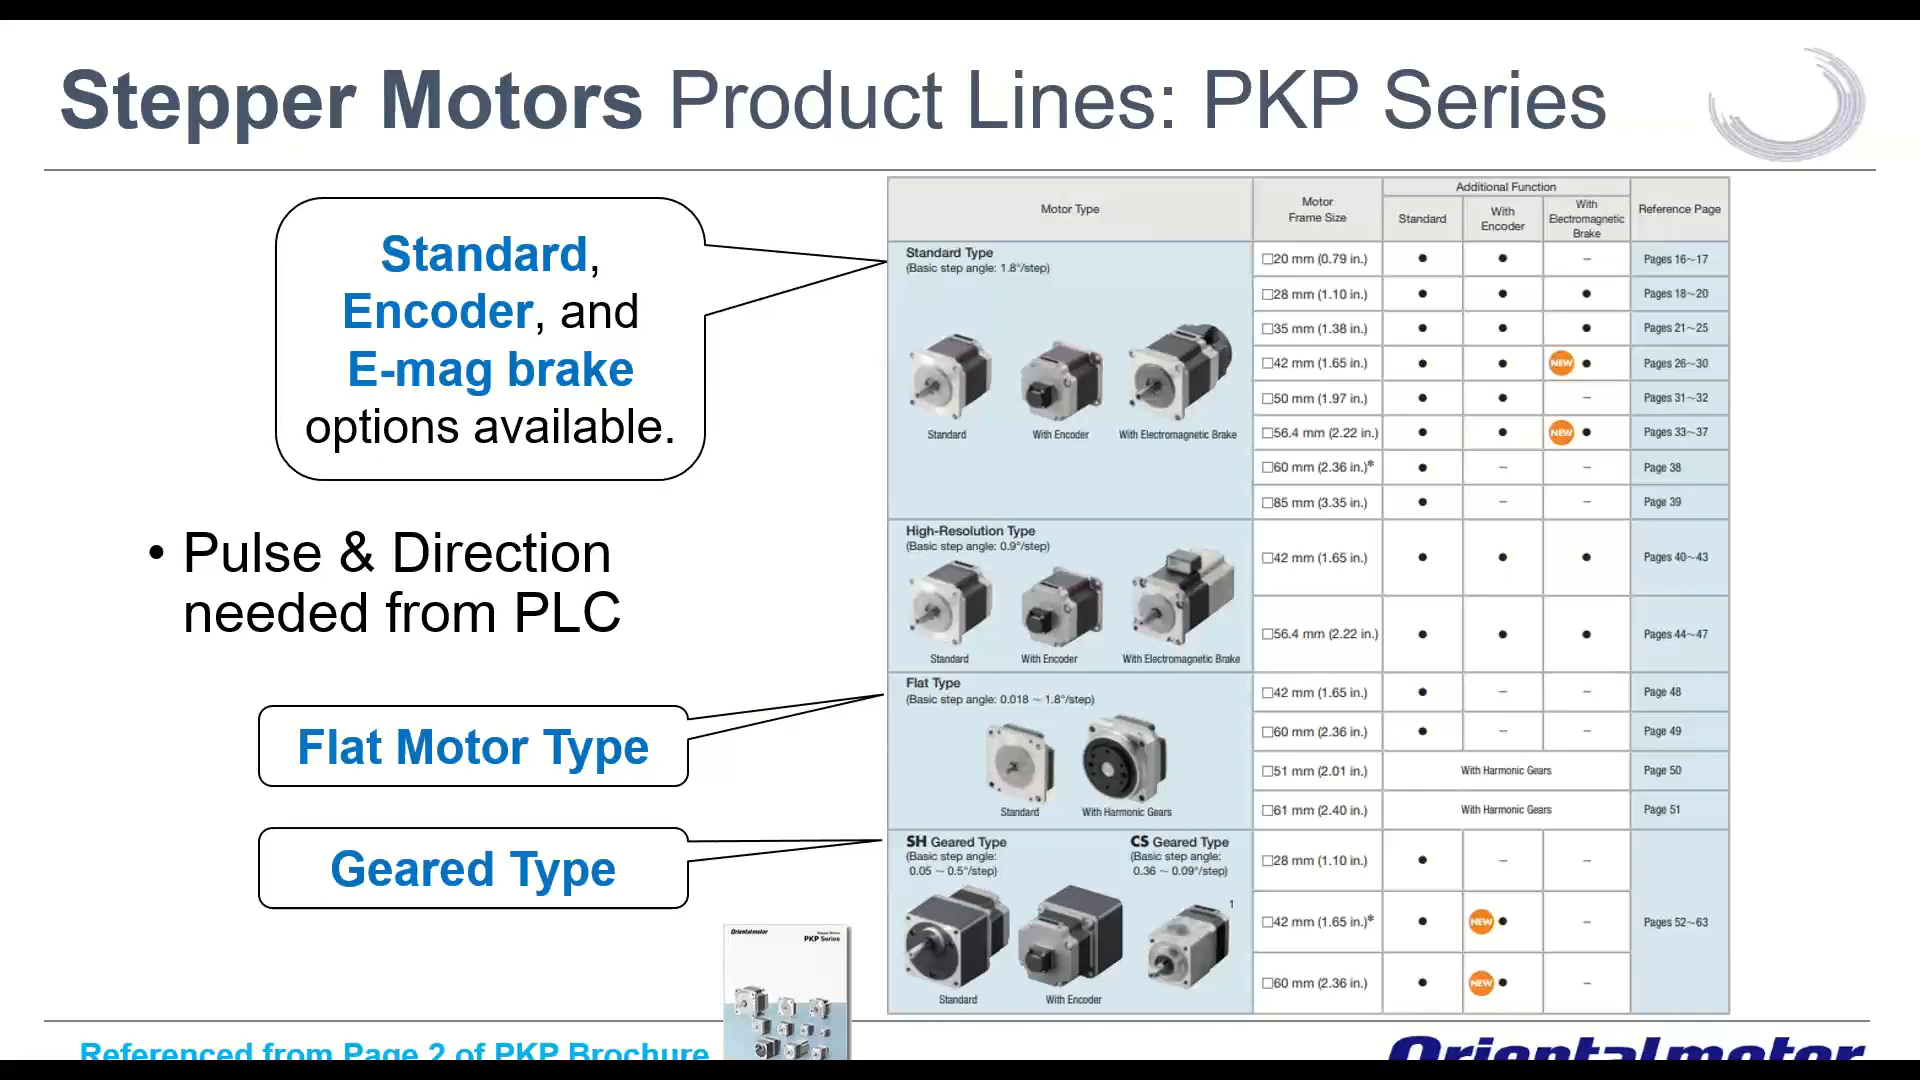 Stepper Motors Product Lines: PKP Series
Standard,
Encoder, and
E-mag brake
options available.
• Pulse & Direction
needed from PLC
Flat Motor Type
Geared Type
Motor Type
Motor
Frame Size
Additional Function
Standard
With
Encoder
With
Electromagnetic
Brake
Reference Page
Standard Type
(Basic step angle: 1.8°/step)
Standard
With Encoder
With Electromagnetic Brake
□20 mm (0.79 in.) ● ● – Pages 16~17
□28 mm (1.10 in.) ● ● ● Pages 18~20
□35 mm (1.38 in.) ● ● ● Pages 21~25
□42 mm (1.65 in.) ● ● NEW ● Pages 26~30
□50 mm (1.97 in.) ● ● – Pages 31~32
□56.4 mm (2.22 in.) ● ● NEW ● Pages 33~37
□60 mm (2.36 in.)* ● – – Page 38
□85 mm (3.35 in.) ● – – Page 39
High-Resolution Type
(Basic step angle: 0.9°/step)
Standard
With Encoder
With Electromagnetic Brake
□42 mm (1.65 in.) ● ● ● Pages 40~43
□56.4 mm (2.22 in.) ● ● ● Pages 44~47
Flat Type
(Basic step angle: 0.018 ~ 1.8°/step)
Standard
With Harmonic Gears
□42 mm (1.65 in.) ● – – Page 48
□60 mm (2.36 in.) ● – – Page 49
□51 mm (2.01 in.) With Harmonic Gears Page 50
□61 mm (2.40 in.) With Harmonic Gears Page 51
SH Geared Type
(Basic step angle:
0.05 ~ 0.5°/step)
CS Geared Type
(Basic step angle:
0.36 ~ 0.09°/step)
1
Standard
With Encoder
□28 mm (1.10 in.) ● – –
□42 mm (1.65 in.)* ● NEW ● – Pages 52~63
□60 mm (2.36 in.) ● NEW ● –
Orientalmotor
PKP Series
Referenced from Page 2 of PKP Brochure
Orientalmotor